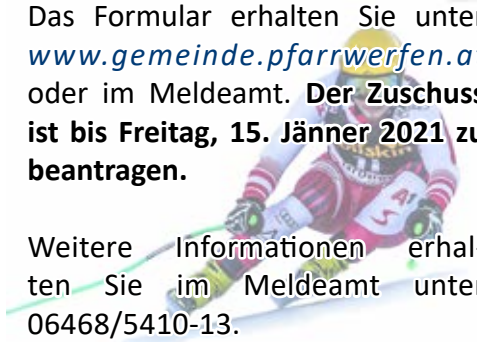 Das Formular erhalten Sie unter
www.gemeinde.pfarrwerfen.at
oder im Meldeamt. Der Zuschuss
ist bis Freitag, 15. Jänner 2021 zu
beantragen.
Weitere Informationen erhal-
ten Sie im Meldeamt unter
06468/5410-13.